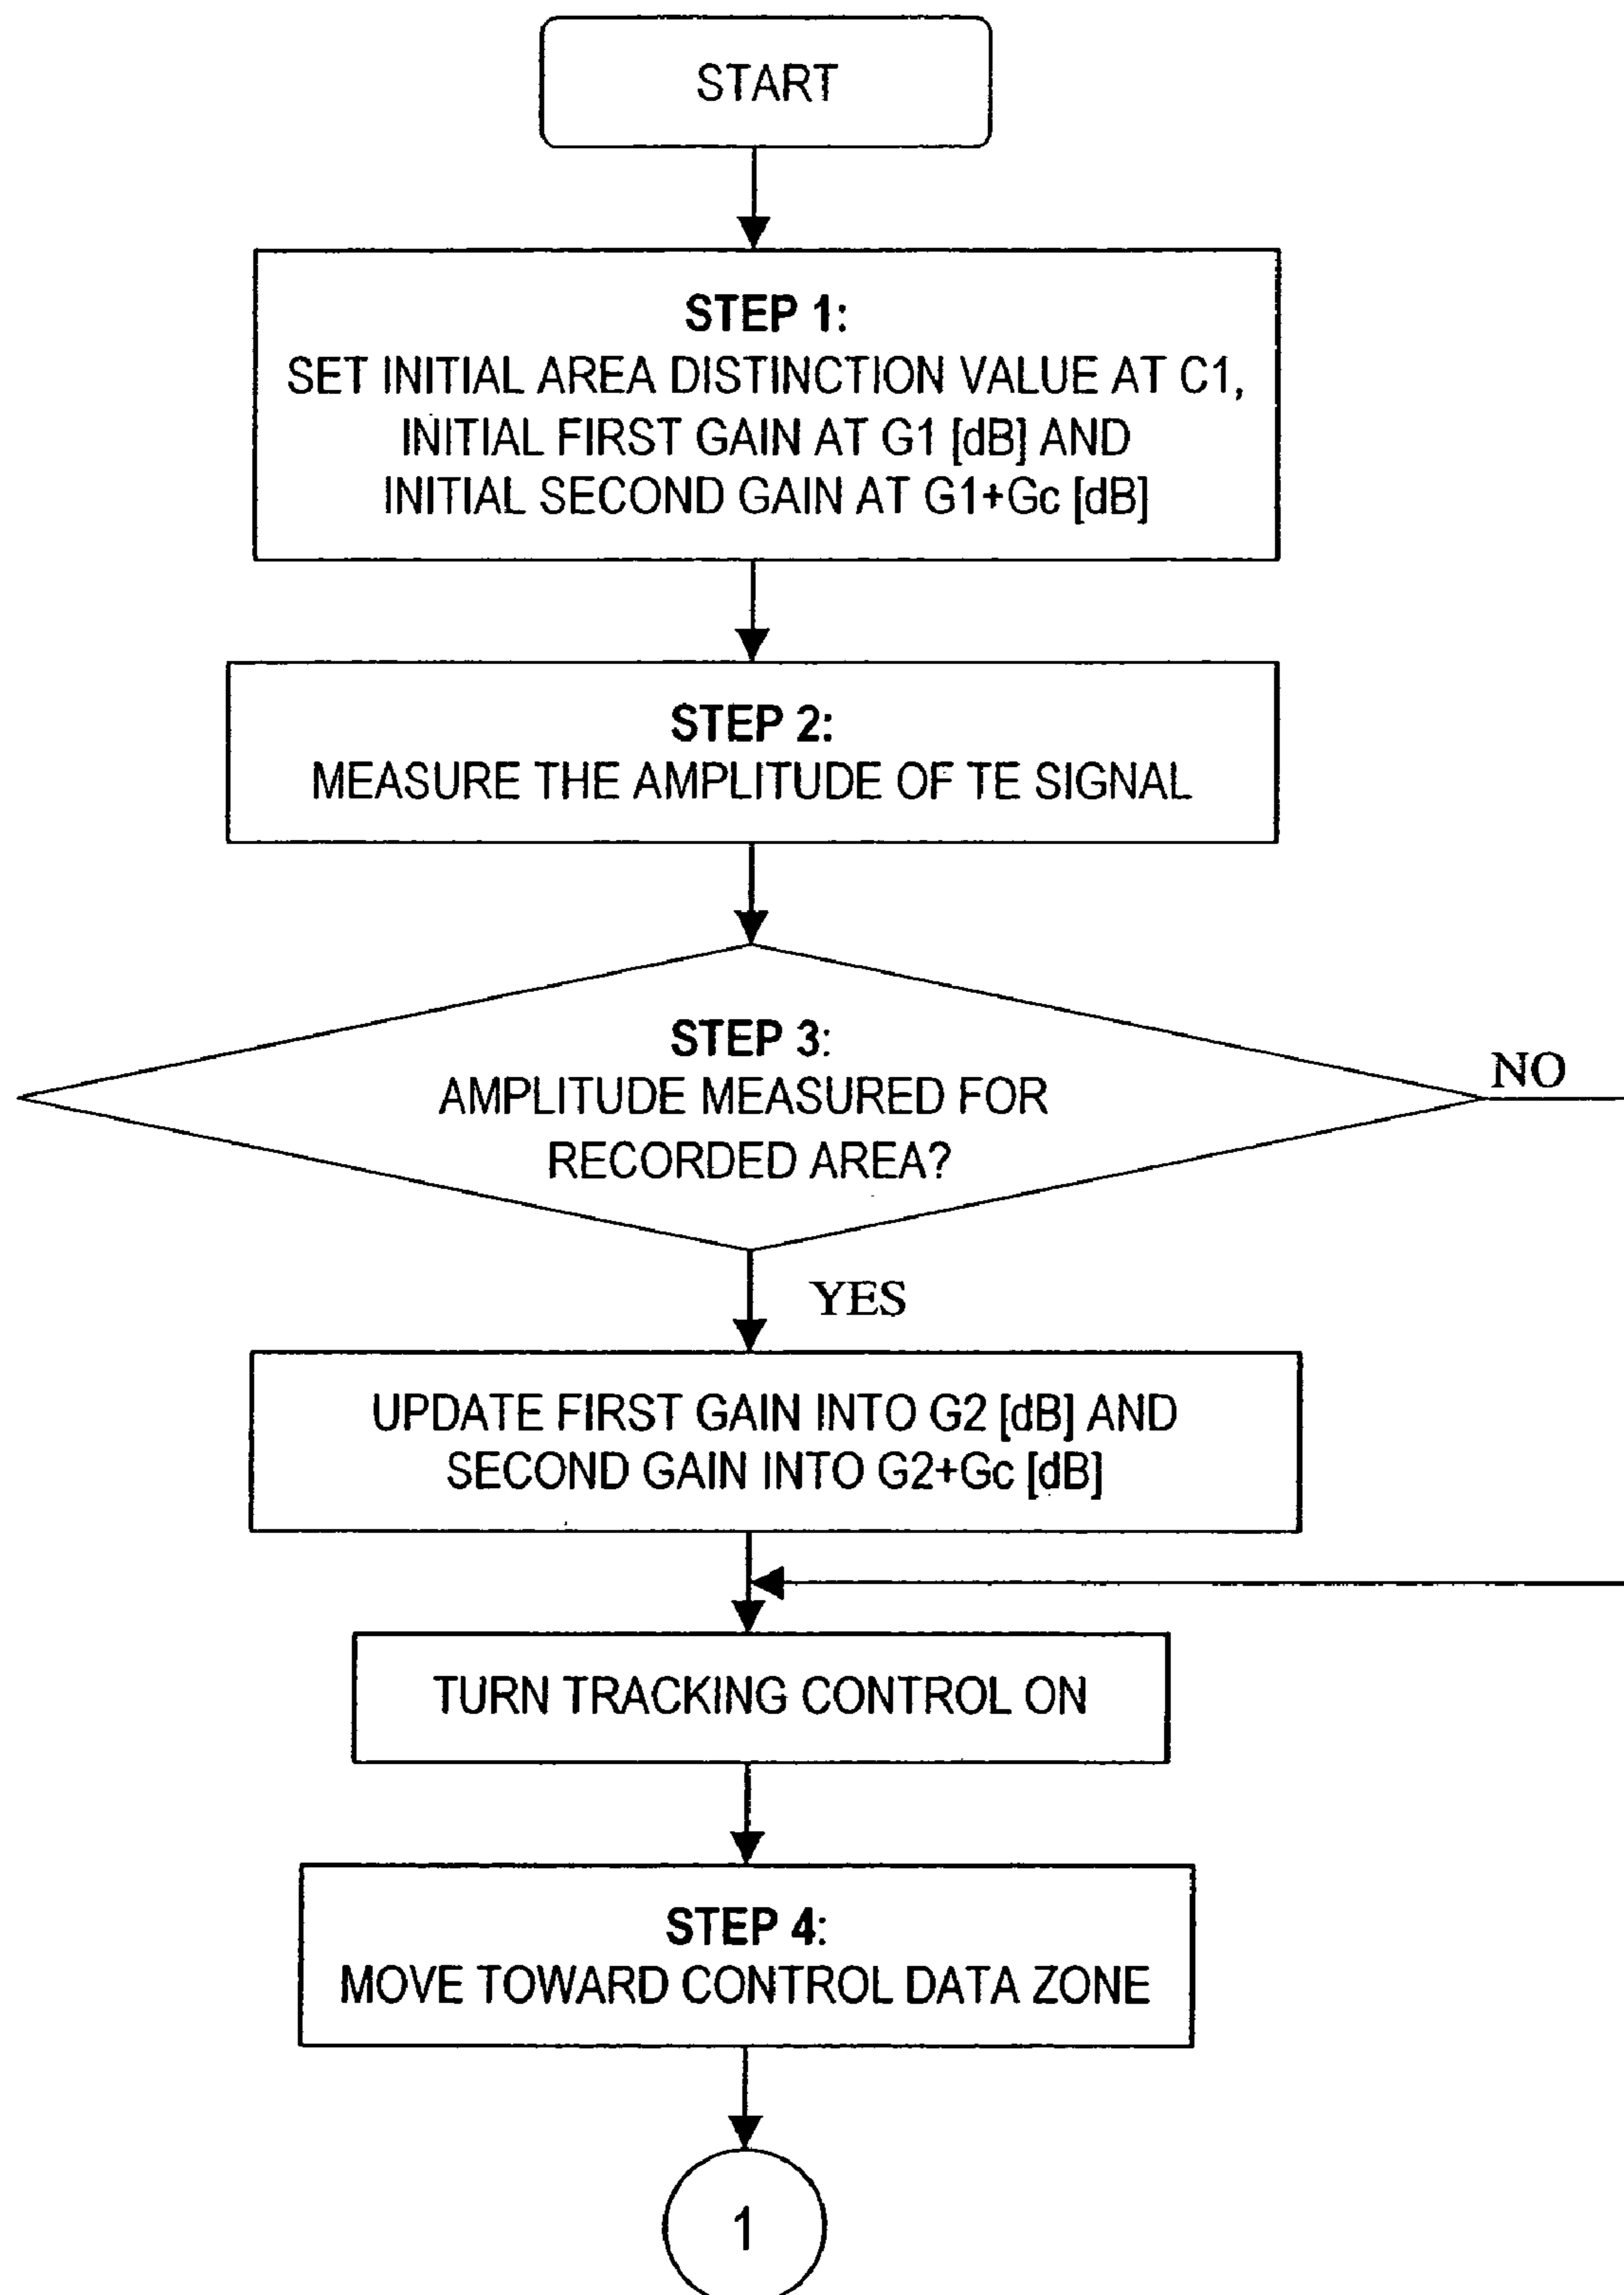 START
STEP 1:
SET INITIAL AREA DISTINCTION VALUE AT C1,
INITIAL FIRST GAIN AT G1 [dB] AND
INITIAL SECOND GAIN AT G1+Gc [dB]
STEP 2:
MEASURE THE AMPLITUDE OF TE SIGNAL
STEP 3:
AMPLITUDE MEASURED FOR
RECORDED AREA?
NO
YES
UPDATE FIRST GAIN INTO G2 [dB] AND
SECOND GAIN INTO G2+Gc [dB]
TURN TRACKING CONTROL ON
STEP 4:
MOVE TOWARD CONTROL DATA ZONE
1